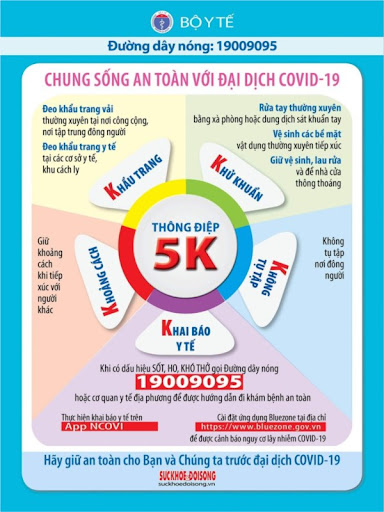 BỘ Y TẾ
Đường dây nóng: 19009095
CHUNG SỐNG AN TOÀN VỚI ĐẠI DỊCH COVID-19
Đeo khẩu trang vải
thường xuyên tại nơi công cộng,
nơi tập trung đông người
Đeo khẩu trang y tế
tại các cơ sở y tế,
khu cách ly
Rửa tay thường xuyên
bằng xà phòng hoặc dung dịch sát khuẩn tay
Vệ sinh các bề mặt
vật dụng thường xuyên tiếp xúc
Giữ vệ sinh, lau rửa
và để nhà cửa
thông thoáng
KHẨU TRANG
KHỬ KHUẨN
THÔNG ĐIỆP
5K
Giữ
khoảng
cách
khi tiếp
xúc với
người
khác
KHOẢNG CÁCH
KHÔNG
TỤ TẬP
Không
tụ tập
nơi đông
người
KHAI BÁO
Y TẾ
Khi có dấu hiệu SỐT, HO, KHÓ THỞ gọi Đường dây nóng
19009095
hoặc cơ quan y tế địa phương để được hướng dẫn đi khám bệnh an toàn
Thực hiện khai báo y tế trên
App NCOVI
Cài đặt ứng dụng Bluezone tại địa chỉ
https://www.bluezone.gov.vn
để được cảnh báo nguy cơ lây nhiễm COVID-19
Hãy giữ an toàn cho Bạn và Chúng ta trước đại dịch COVID-19
SUCKHOE+DOISONG
suckhoedoisong.vn